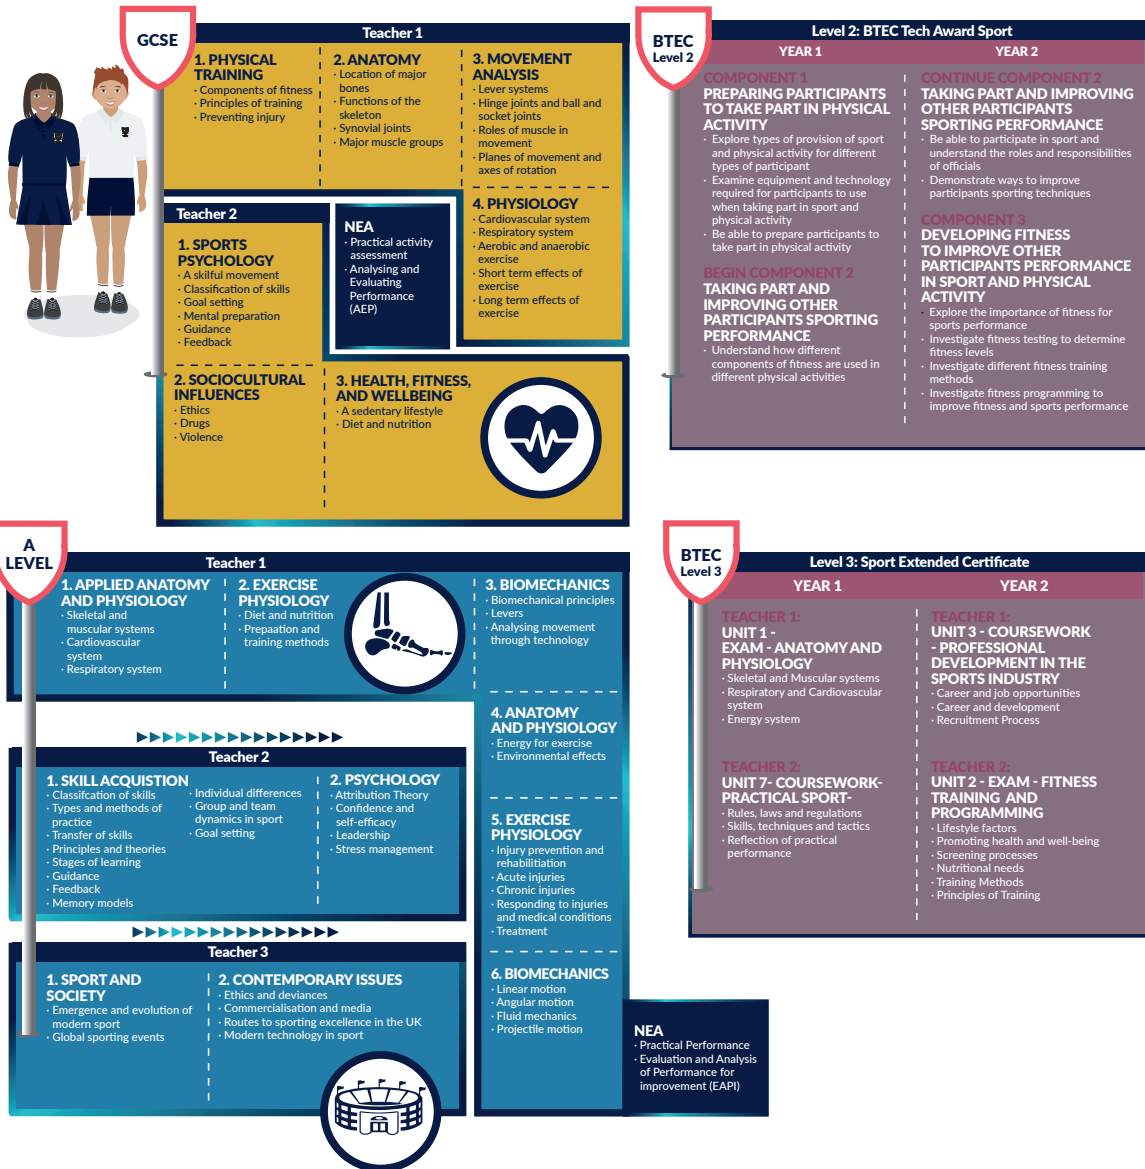 GCSE
Teacher 1
1. PHYSICAL
TRAINING
· Components of fitness
· Principles of training
· Preventing injury
2. ANATOMY
· Location of major
bones
· Functions of the
skeleton
· Synovial joints
· Major muscle groups
3. MOVEMENT
ANALYSIS
· Lever systems
· Hinge joints and ball and
socket joints
· Roles of muscle in
movement
· Planes of movement and
axes of rotation
4. PHYSIOLOGY
· Cardiovascular system
· Respiratory system
· Aerobic and anaerobic
exercise
· Short term effects of
exercise
· Long term effects of
exercise
Teacher 2
1. SPORTS
PSYCHOLOGY
· A skilful movement
· Classification of skills
· Goal setting
· Mental preparation
· Guidance
· Feedback
NEA
· Practical activity
assessment
· Analysing and
Evaluating
Performance
(AEP)
2. SOCIOCULTURAL
INFLUENCES
· Ethics
· Drugs
· Violence
3. HEALTH, FITNESS,
AND WELLBEING
· A sedentary lifestyle
· Diet and nutrition
BTEC
Level 2
Level 2: BTEC Tech Award Sport
YEAR 1
YEAR 2
COMPONENT 1
PREPARING PARTICIPANTS
TO TAKE PART IN PHYSICAL
ACTIVITY
· Explore types of provision of sport
and physical activity for different
types of participant
· Examine equipment and technology
required for participants to use
when taking part in sport and
physical activity
· Be able to prepare participants to
take part in physical activity
BEGIN COMPONENT 2
TAKING PART AND
IMPROVING OTHER
PARTICIPANTS SPORTING
PERFORMANCE
· Understand how different
components of fitness are used in
different physical activities
CONTINUE COMPONENT 2
TAKING PART AND IMPROVING
OTHER PARTICIPANTS
SPORTING PERFORMANCE
· Be able to participate in sport and
understand the roles and responsibilities
of officials
· Demonstrate ways to improve
participants sporting techniques
COMPONENT 3
DEVELOPING FITNESS
TO IMPROVE OTHER
PARTICIPANTS PERFORMANCE
IN SPORT AND PHYSICAL
ACTIVITY
· Explore the importance of fitness for
sports performance
· Investigate fitness testing to determine
fitness levels
· Investigate different fitness training
methods
· Investigate fitness programming to
improve fitness and sports performance
A
LEVEL
Teacher 1
1. APPLIED ANATOMY
AND PHYSIOLOGY
· Skeletal and
muscular systems
· Cardiovascular
system
· Respiratory system
2. EXERCISE
PHYSIOLOGY
· Diet and nutrition
· Prepaation and
training methods
3. BIOMECHANICS
· Biomechanical principles
· Levers
· Analysing movement
through technology
4. ANATOMY
AND PHYSIOLOGY
· Energy for exercise
· Environmental effects
5. EXERCISE
PHYSIOLOGY
· Injury prevention and
rehabilitiation
· Acute injuries
· Chronic injuries
· Responding to injuries
and medical conditions
· Treatment
6. BIOMECHANICS
· Linear motion
· Angular motion
· Fluid mechanics
· Projectile motion
Teacher 2
1. SKILL ACQUISTION
· Classifcation of skills
· Types and methods of
practice
· Transfer of skills
· Principles and theories
· Stages of learning
· Guidance
· Feedback
· Memory models
· Individual differences
· Group and team
dynamics in sport
· Goal setting
2. PSYCHOLOGY
· Attribution Theory
· Confidence and
self-efficacy
· Leadership
· Stress management
Teacher 3
1. SPORT AND
SOCIETY
· Emergence and evolution of
modern sport
· Global sporting events
2. CONTEMPORARY ISSUES
· Ethics and deviances
· Commercialisation and media
· Routes to sporting excellence in the UK
· Modern technology in sport
NEA
· Practical Performance
· Evaluation and Analysis
of Performance for
improvement (EAPI)
BTEC
Level 3
Level 3: Sport Extended Certificate
YEAR 1
YEAR 2
TEACHER 1:
UNIT 1 -
EXAM - ANATOMY AND
PHYSIOLOGY
· Skeletal and Muscular systems
· Respiratory and Cardiovascular
system
· Energy system
TEACHER 2:
UNIT 7- COURSEWORK-
PRACTICAL SPORT-
· Rules, laws and regulations
· Skills, techniques and tactics
· Reflection of practical
performance
TEACHER 1:
UNIT 3 - COURSEWORK
- PROFESSIONAL
DEVELOPMENT IN THE
SPORTS INDUSTRY
· Career and job opportunities
· Career and development
· Recruitment Process
TEACHER 2:
UNIT 2 - EXAM - FITNESS
TRAINING AND
PROGRAMMING
· Lifestyle factors
· Promoting health and well-being
· Screening processes
· Nutritional needs
· Training Methods
· Principles of Training